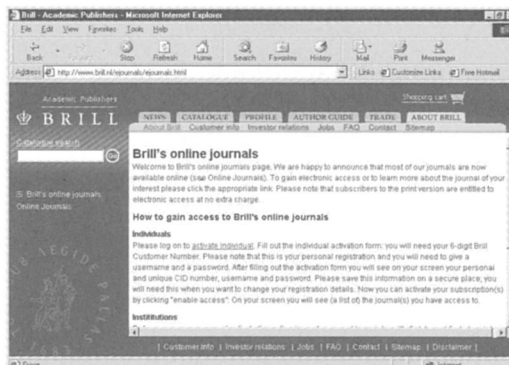 Brill - Academic Publishers - Microsoft Internet Explorer
File Edit View Favorites Tools Help
Back Stop Refresh Home Search Favorites History Mail Print Messenger
Address http://www.brill.nl/ejournals/ejournals.html Links Customize Links Free Hotmail
Academic Publishers
BRILL
Shopping cart
NEWS CATALOGUE PROFILE AUTHOR GUIDE TRADE ABOUT BRILL
About Brill Customer info Investor relations Jobs FAQ Contact Sitemap
Catalogue search
Go
Brill's online journals
Online Journals
Brill's online journals
Welcome to Brill's online journals page. We are happy to announce that most of our journals are now
available online (see Online Journals). To gain electronic access or to learn more about the journal of your
interest please click the appropriate link. Please note that subscribers to the print version are entitled to
electronic access at no extra charge.
How to gain access to Brill's online journals
Individuals
Please log on to activate individual. Fill out the individual activation form: you will need your 6-digit Brill
Customer Number. Please note that this is your personal registration and you will need to give a
username and a password. After filling out the activation form you will see on your screen your personal
and unique CID number, username and password. Please save this information on a secure place, you
will need this when you want to change your registration details. Now you can activate your subscription(s)
by clicking "enable access". On your screen you will see (a list of) the journal(s) you have access to.
Institutions
| Customer info | Investor relations | Jobs | FAQ | Contact | Sitemap | Disclaimer |